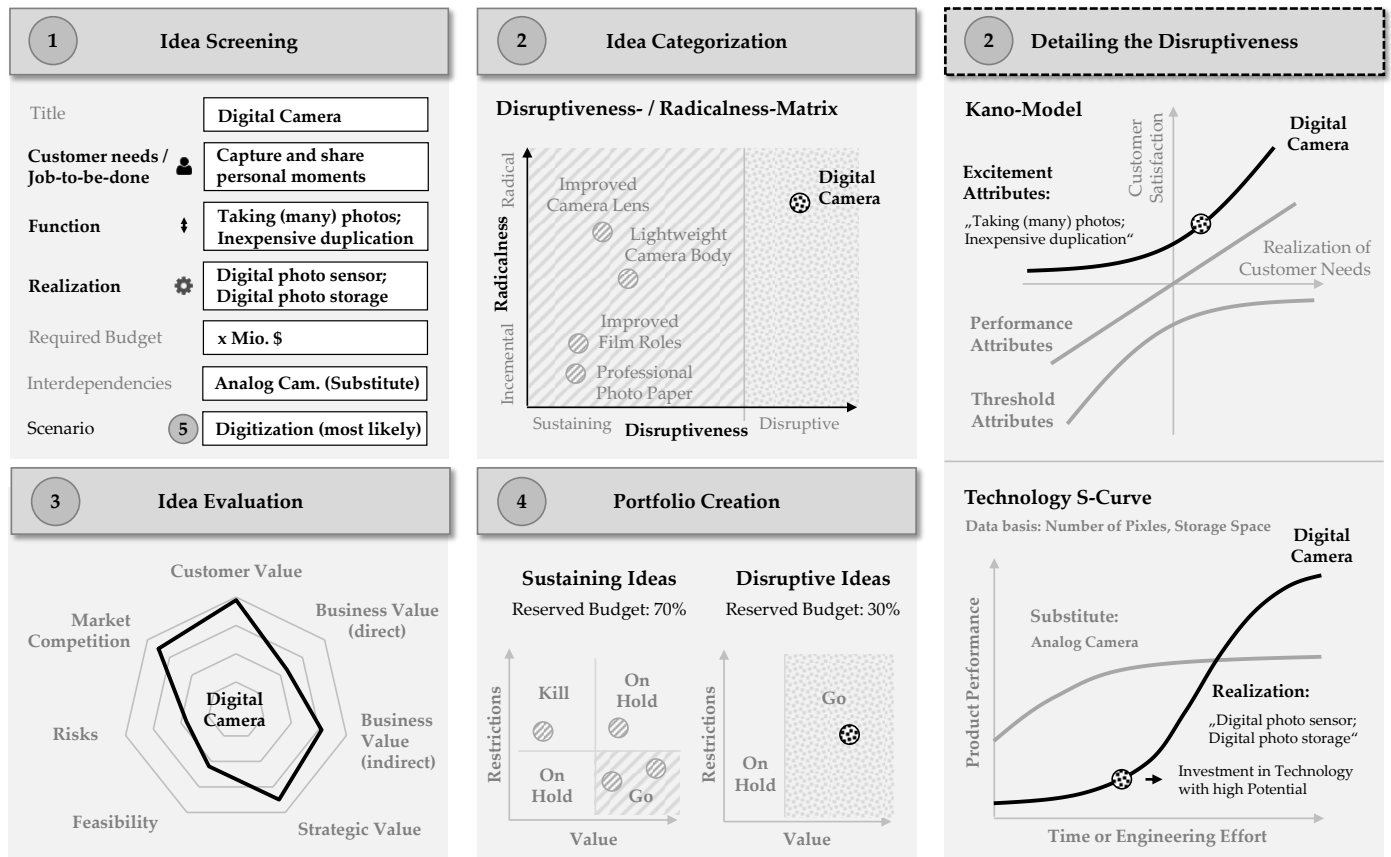 1
Idea Screening
Title
Digital Camera
Customer needs /
Job-to-be-done
Capture and share
personal moments
Function
Taking (many) photos;
Inexpensive duplication
Realization
Digital photo sensor;
Digital photo storage
Required Budget
x Mio. $
Interdependencies
Analog Cam. (Substitute)
Scenario
5
Digitization (most likely)
2
Idea Categorization
Disruptiveness- / Radicalness-Matrix
Radical
Radicalness
Incremental
Improved
Camera Lens
Lightweight
Camera Body
Improved
Film Roles
Professional
Photo Paper
Digital
Camera
Sustaining
Disruptiveness
Disruptive
2
Detailing the Disruptiveness
Kano-Model
Customer
Satisfaction
Digital
Camera
Excitement
Attributes:
„Taking (many) photos;
Inexpensive duplication“
Realization of
Customer Needs
Performance
Attributes
Threshold
Attributes
Technology S-Curve
Data basis: Number of Pixles, Storage Space
Digital
Camera
Product Performance
Substitute:
Analog Camera
Realization:
„Digital photo sensor;
Digital photo storage“
Investment in Technology
with high Potential
Time or Engineering Effort
3
Idea Evaluation
Customer Value
Business Value
(direct)
Market
Competition
Digital
Camera
Risks
Business
Value
(indirect)
Feasibility
Strategic Value
4
Portfolio Creation
Sustaining Ideas
Reserved Budget: 70%
Restrictions
Kill
On
Hold
On
Hold
Go
Value
Disruptive Ideas
Reserved Budget: 30%
Restrictions
Go
On
Hold
Value